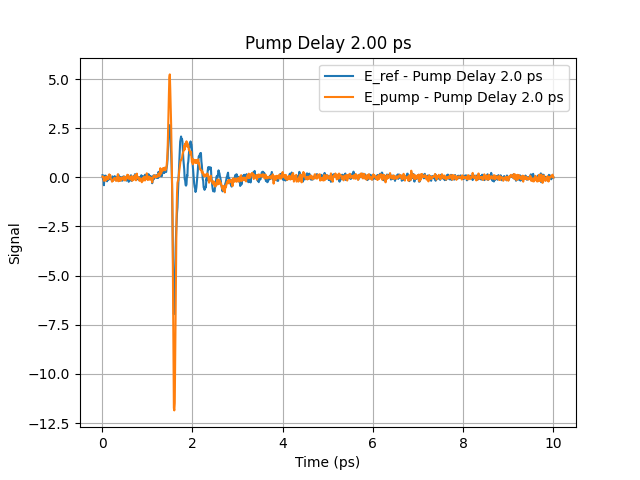 Pump Delay 2.00 ps
E_ref - Pump Delay 2.0 ps
E_pump - Pump Delay 2.0 ps
5.0
2.5
0.0
−2.5
−5.0
−7.5
−10.0
−12.5
Signal
0 2 4 6 8 10
Time (ps)